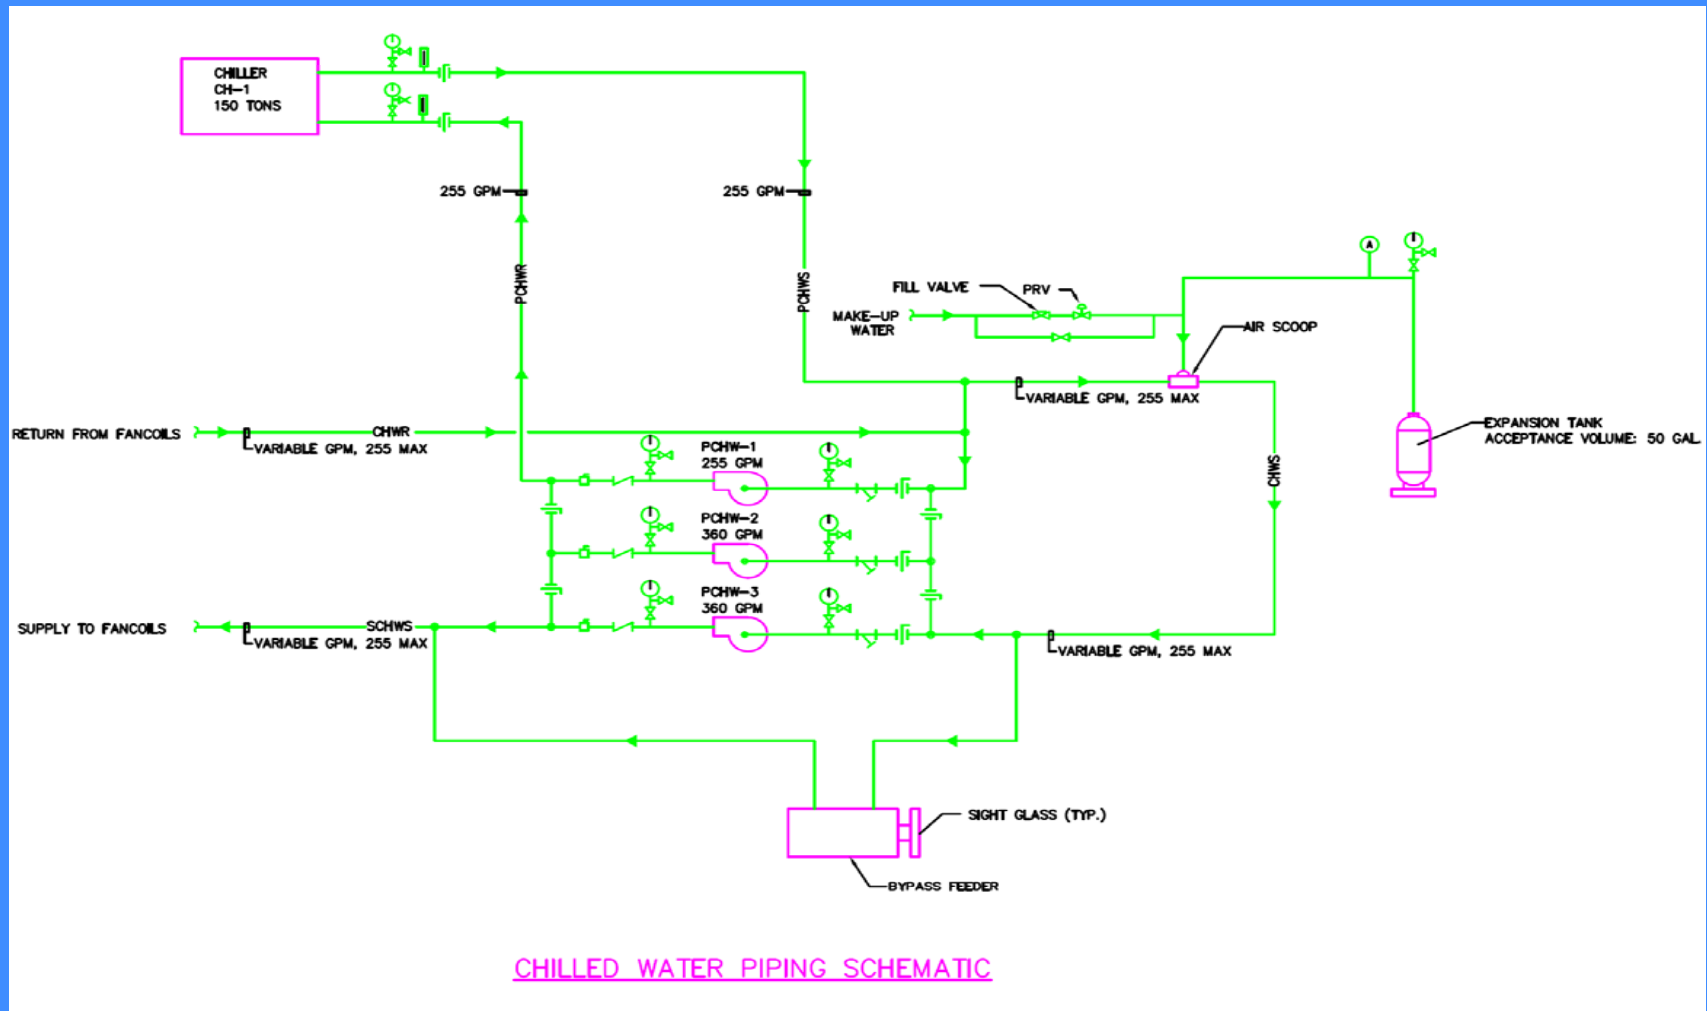 CHILLER
CH-1
150 TONS
255 GPM
255 GPM
PCHWR
PCHWS
A
FILL VALVE
PRV
MAKE-UP
WATER
AIR SCOOP
VARIABLE GPM, 255 MAX
RETURN FROM FANCOILS
CHWR
VARIABLE GPM, 255 MAX
EXPANSION TANK
ACCEPTANCE VOLUME: 50 GAL.
PCHW-1
255 GPM
CHWS
PCHW-2
360 GPM
PCHW-3
360 GPM
SUPPLY TO FANCOILS
SCHWS
VARIABLE GPM, 255 MAX
VARIABLE GPM, 255 MAX
SIGHT GLASS (TYP.)
BYPASS FEEDER
CHILLED WATER PIPING SCHEMATIC